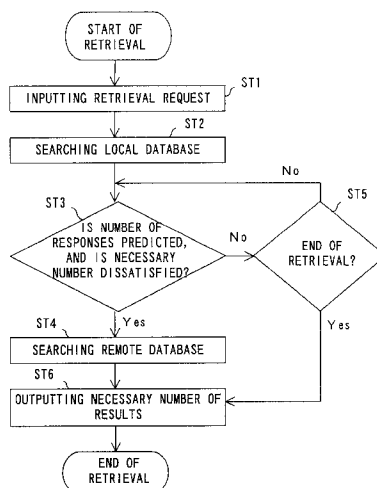 START OF
RETRIEVAL
ST1
INPUTTING RETRIEVAL REQUEST
ST2
SEARCHING LOCAL DATABASE
No
ST3
ST5
IS NUMBER OF
RESPONSES PREDICTED,
AND IS NECESSARY
NUMBER DISSATISFIED?
No
END OF
RETRIEVAL?
ST4
Yes
Yes
SEARCHING REMOTE DATABASE
ST6
OUTPUTTING NECESSARY NUMBER OF
RESULTS
END OF
RETRIEVAL